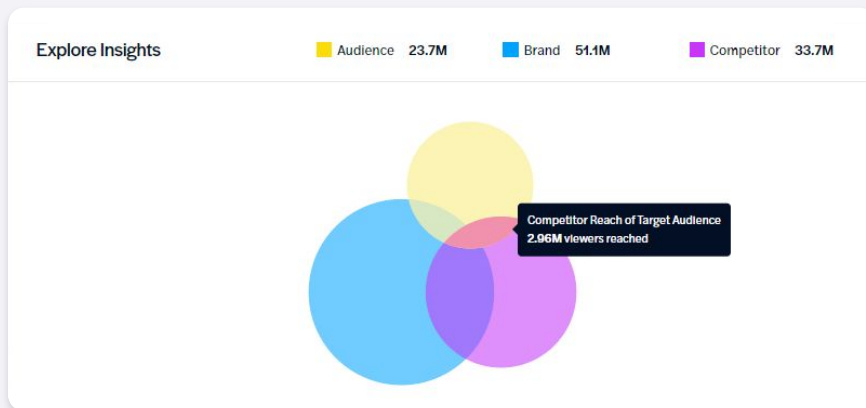 Explore Insights
Audience 23.7M
Brand 51.1M
Competitor 33.7M
Competitor Reach of Target Audience
2.96M viewers reached